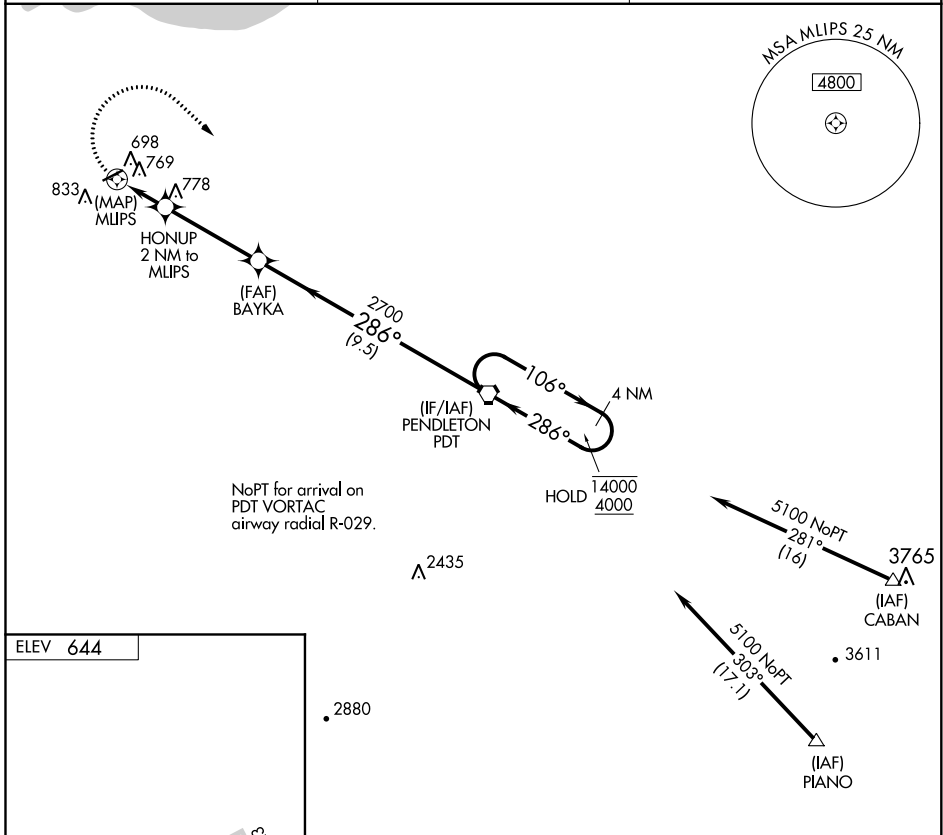 MSA MLIPS 25 NM
4800
698
769
833
(MAP)
MLIPS
778
HONUP
2 NM to
MLIPS
(FAF)
BAYKA
2700
286°
(9.5)
106°
4 NM
286°
(IF/IAF)
PENDLETON
PDT
HOLD
14000
4000
NoPT for arrival on
PDT VORTAC
airway radial R-029.
5100 NoPT
281°
(16)
3765
(IAF)
CABAN
2435
5100 NoPT
303°
(17.1)
3611
(IAF)
PIANO
ELEV 644
2880